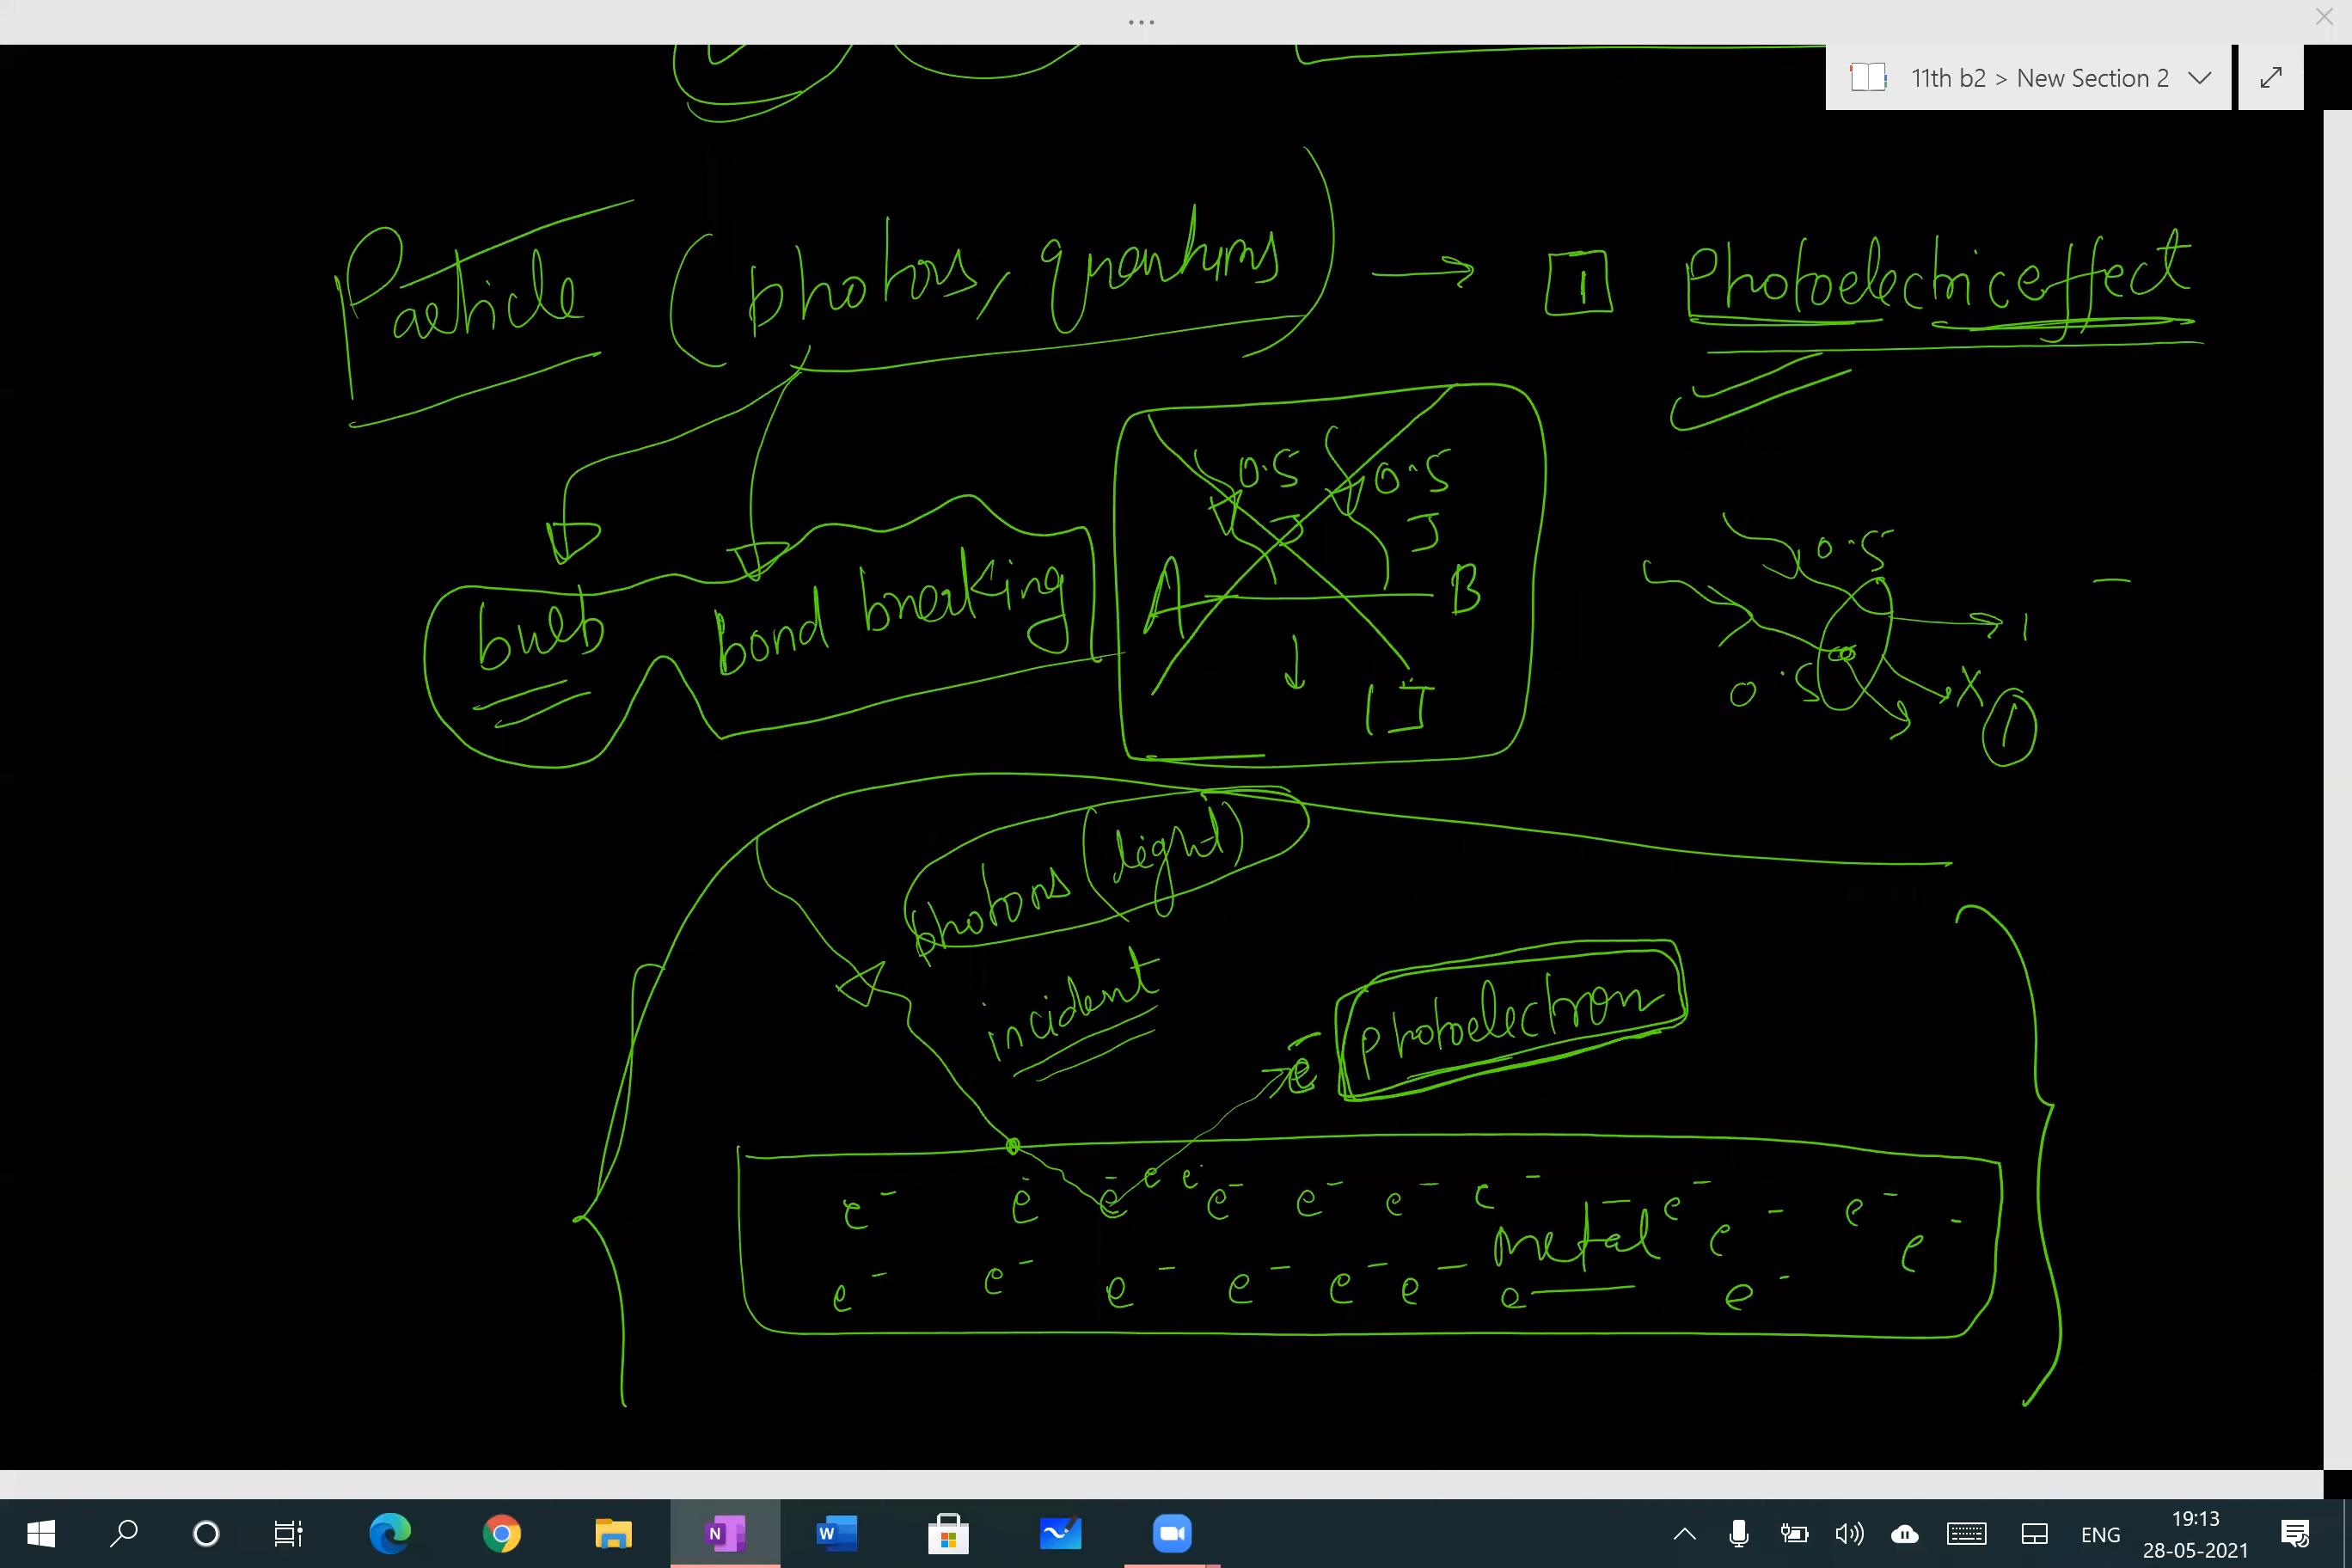 ...
11th b2 > New Section 2
Particle (photons, quantums) → 1 Photoelectric effect
0.5 J 0.5 J
A B
1 J
0.5 1
0.5 X 1
bulb bond breaking
photons (light)
incident
e- photoelectron
e- e- e- e e- e- e- e- e- e- e- e- e-
metal
e- e- e- e- e- e- e e-
ENG
19:13
28-05-2021